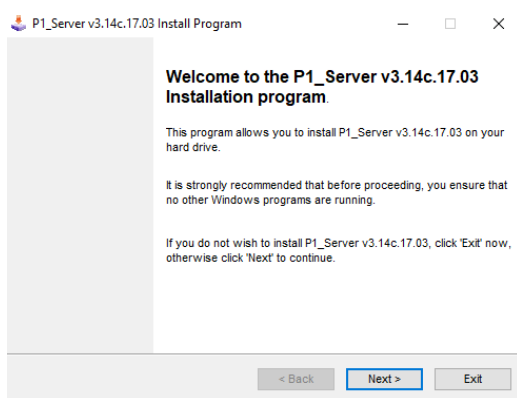 P1_Server v3.14c.17.03 Install Program
Welcome to the P1_Server v3.14c.17.03
Installation program.
This program allows you to install P1_Server v3.14c.17.03 on your
hard drive.
It is strongly recommended that before proceeding, you ensure that
no other Windows programs are running.
If you do not wish to install P1_Server v3.14c.17.03, click 'Exit' now,
otherwise click 'Next' to continue.
< Back Next > Exit